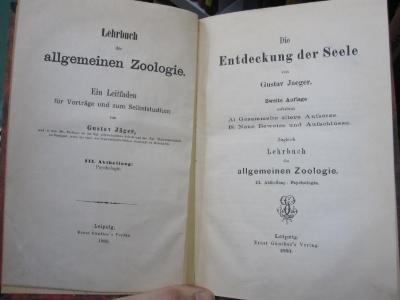 Lehrbuch
der
allgemeinen Zoologie.
Ein Leitfaden
für Vorträge und zum Selbststudium
von
Gustav Jäger,
III. Abtheilung:
Psychologie.
Leipzig.
Ernst Günther's Verlag.
Die
Entdeckung der Seele
von
Gustav Jaeger.
Zweite Auflage
A) Gesammelte ältere Aufsätze.
B) Neue Beweise und Aufschlüsse.
Zugleich
Lehrbuch
der
allgemeinen Zoologie.
III. Abtheilung: Psychologie.
Leipzig.
Ernst Günther's Verlag.
1880.